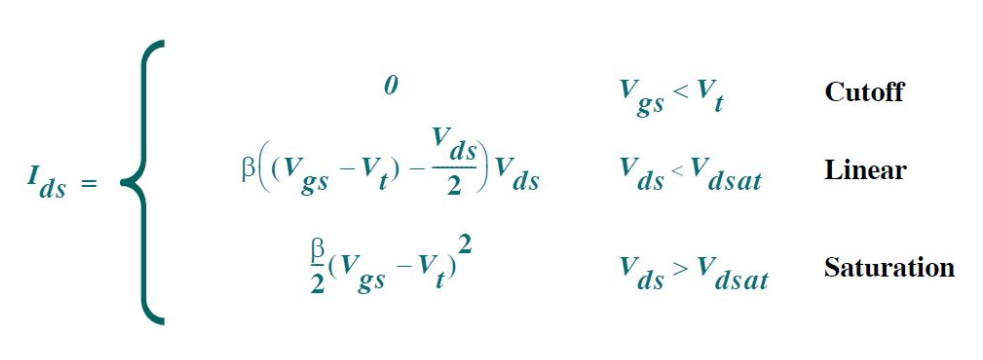 0 V_gs < V_t Cutoff
I_ds = { β((V_gs – V_t) – V_ds/2)V_ds V_ds < V_dsat Linear
β/2(V_gs – V_t)^2 V_ds > V_dsat Saturation